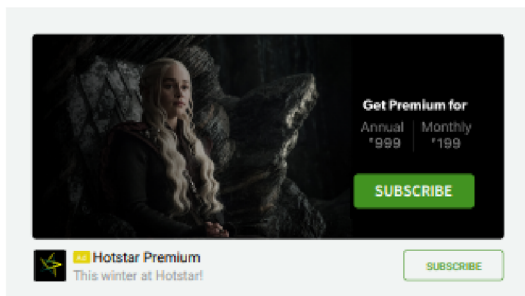 Get Premium for
Annual Monthly
₹999 ₹199
SUBSCRIBE
Ad Hotstar Premium
This winter at Hotstar!
SUBSCRIBE